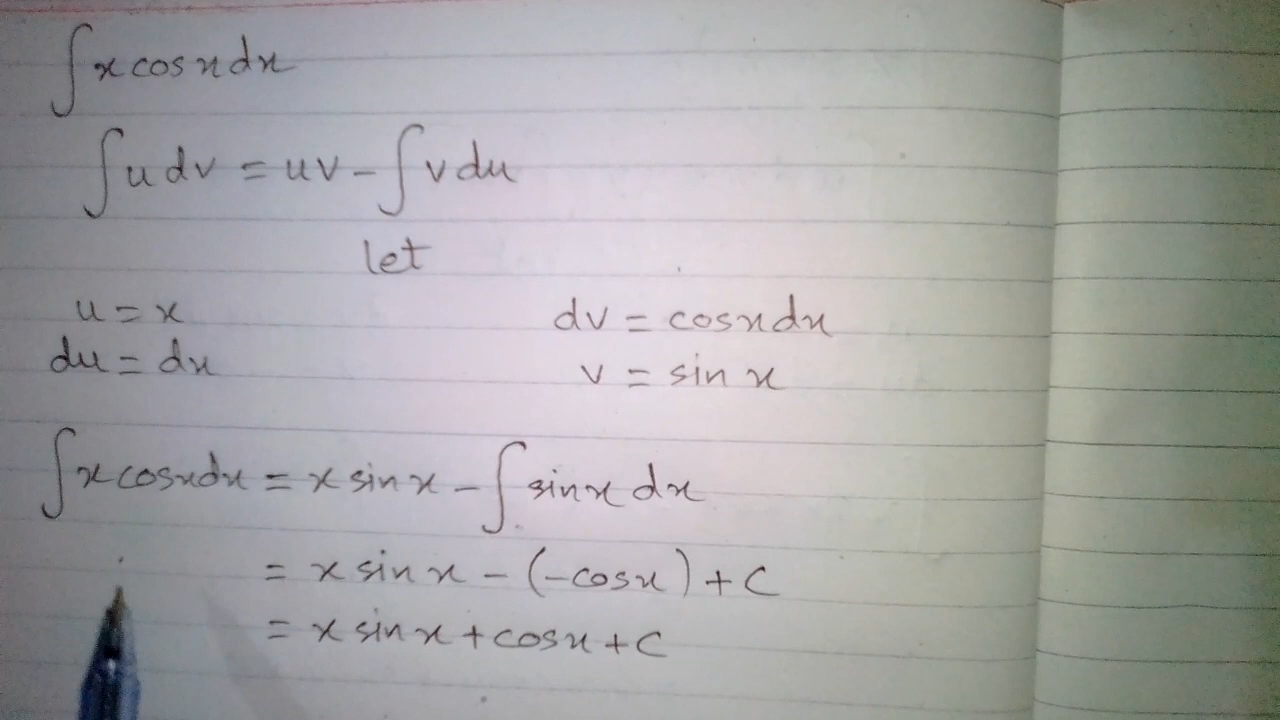 ∫x cos x dx
∫u dv = uv - ∫v du
let
u = x
dv = cos x dx
du = dx
v = sin x
∫x cos x dx = x sin x - ∫sin x dx
= x sin x - (-cos x) + C
= x sin x + cos x + C